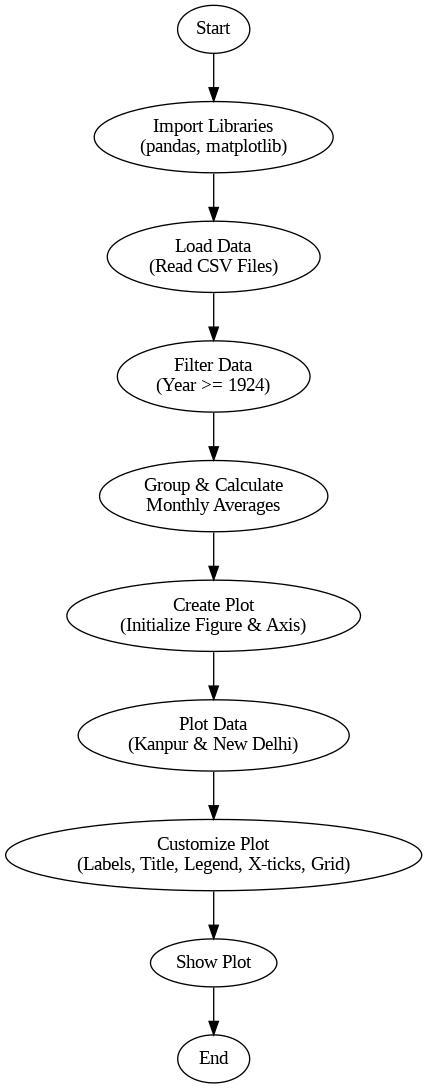 Start
Import Libraries
(pandas, matplotlib)
Load Data
(Read CSV Files)
Filter Data
(Year >= 1924)
Group & Calculate
Monthly Averages
Create Plot
(Initialize Figure & Axis)
Plot Data
(Kanpur & New Delhi)
Customize Plot
(Labels, Title, Legend, X-ticks, Grid)
Show Plot
End